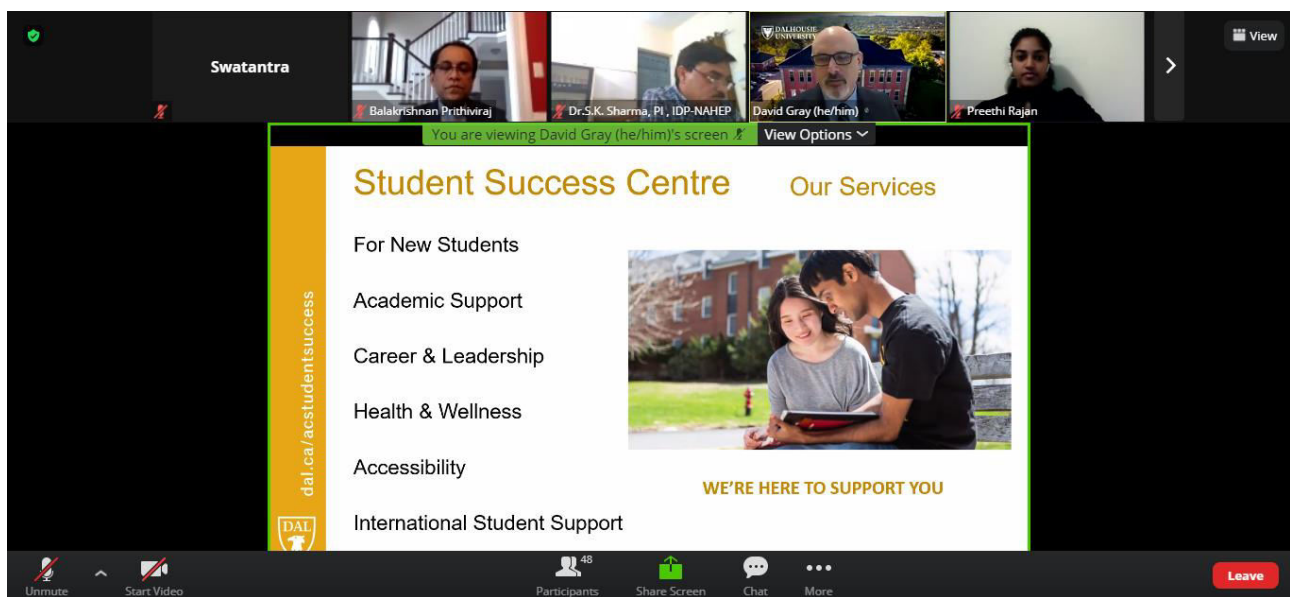 Swatantra
Balakrishnan Prithiviraj
Dr.S.K. Sharma, PI , IDP-NAHEP
DALHOUSIE
UNIVERSITY
David Gray (he/him)
Preethi Rajan
View
You are viewing David Gray (he/him)'s screen
View Options
Student Success Centre
Our Services
For New Students
Academic Support
Career & Leadership
Health & Wellness
Accessibility
International Student Support
WE'RE HERE TO SUPPORT YOU
dal.ca/acstudentsuccess
DAL
Unmute
Start Video
48
Participants
Share Screen
Chat
More
Leave